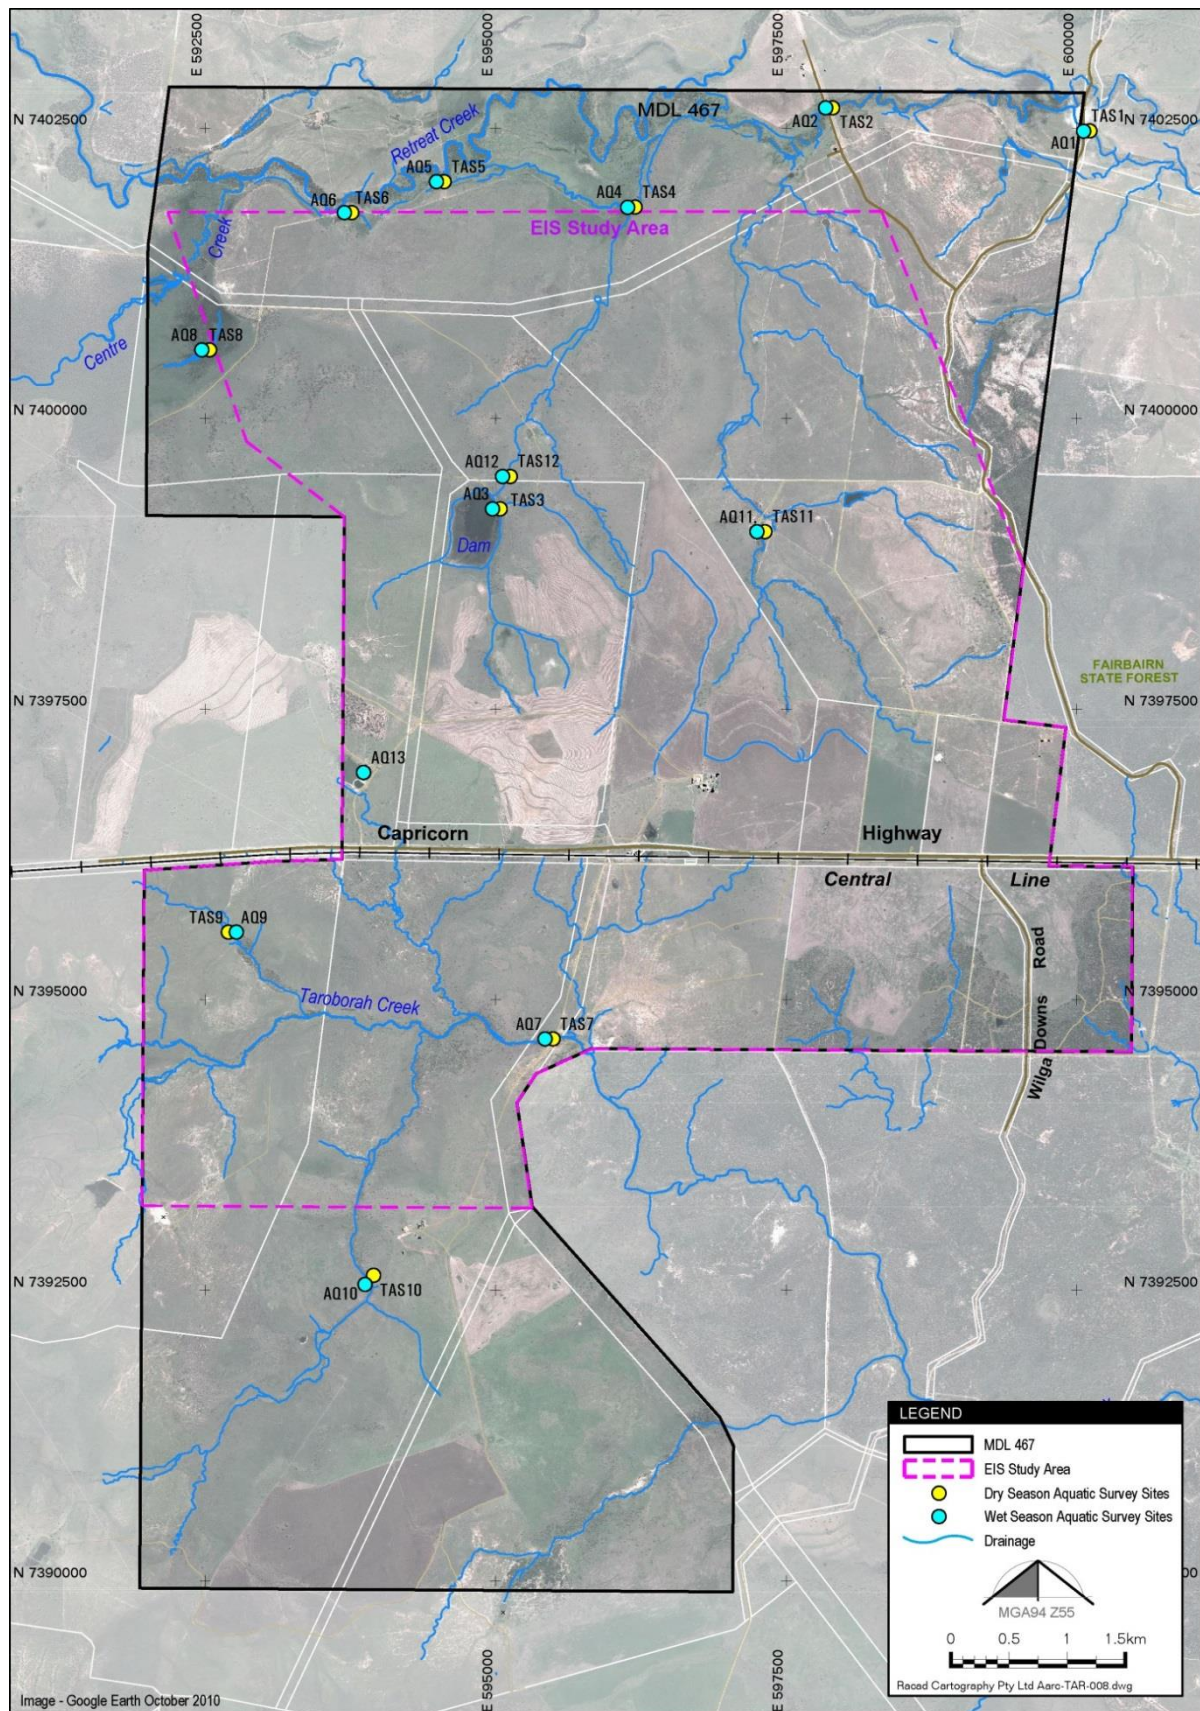 E 592500
E 595000
E 597500
E 600000
N 7402500
MDL 467
AQ2
TAS2
TAS1
N 7402500
AQ1
Retreat Creek
AQ5
TAS5
AQ6
TAS6
AQ4
TAS4
EIS Study Area
Creek
Centre
AQ8
TAS8
N 7400000
N 7400000
AQ12
TAS12
AQ3
TAS3
Dam
AQ11
TAS11
FAIRBAIRN
STATE FOREST
N 7397500
N 7397500
AQ13
Capricorn
Highway
Central
Line
TAS9
AQ9
Wilga Downs Road
N 7395000
N 7395000
Taroborah Creek
AQ7
TAS7
N 7392500
N 7392500
AQ10
TAS10
LEGEND
MDL 467
EIS Study Area
Dry Season Aquatic Survey Sites
Wet Season Aquatic Survey Sites
Drainage
N 7390000
00
MGA94 Z55
0 0.5 1 1.5km
Racad Cartography Pty Ltd Aarc-TAR-008.dwg
E 595000
E 597500
Image - Google Earth October 2010